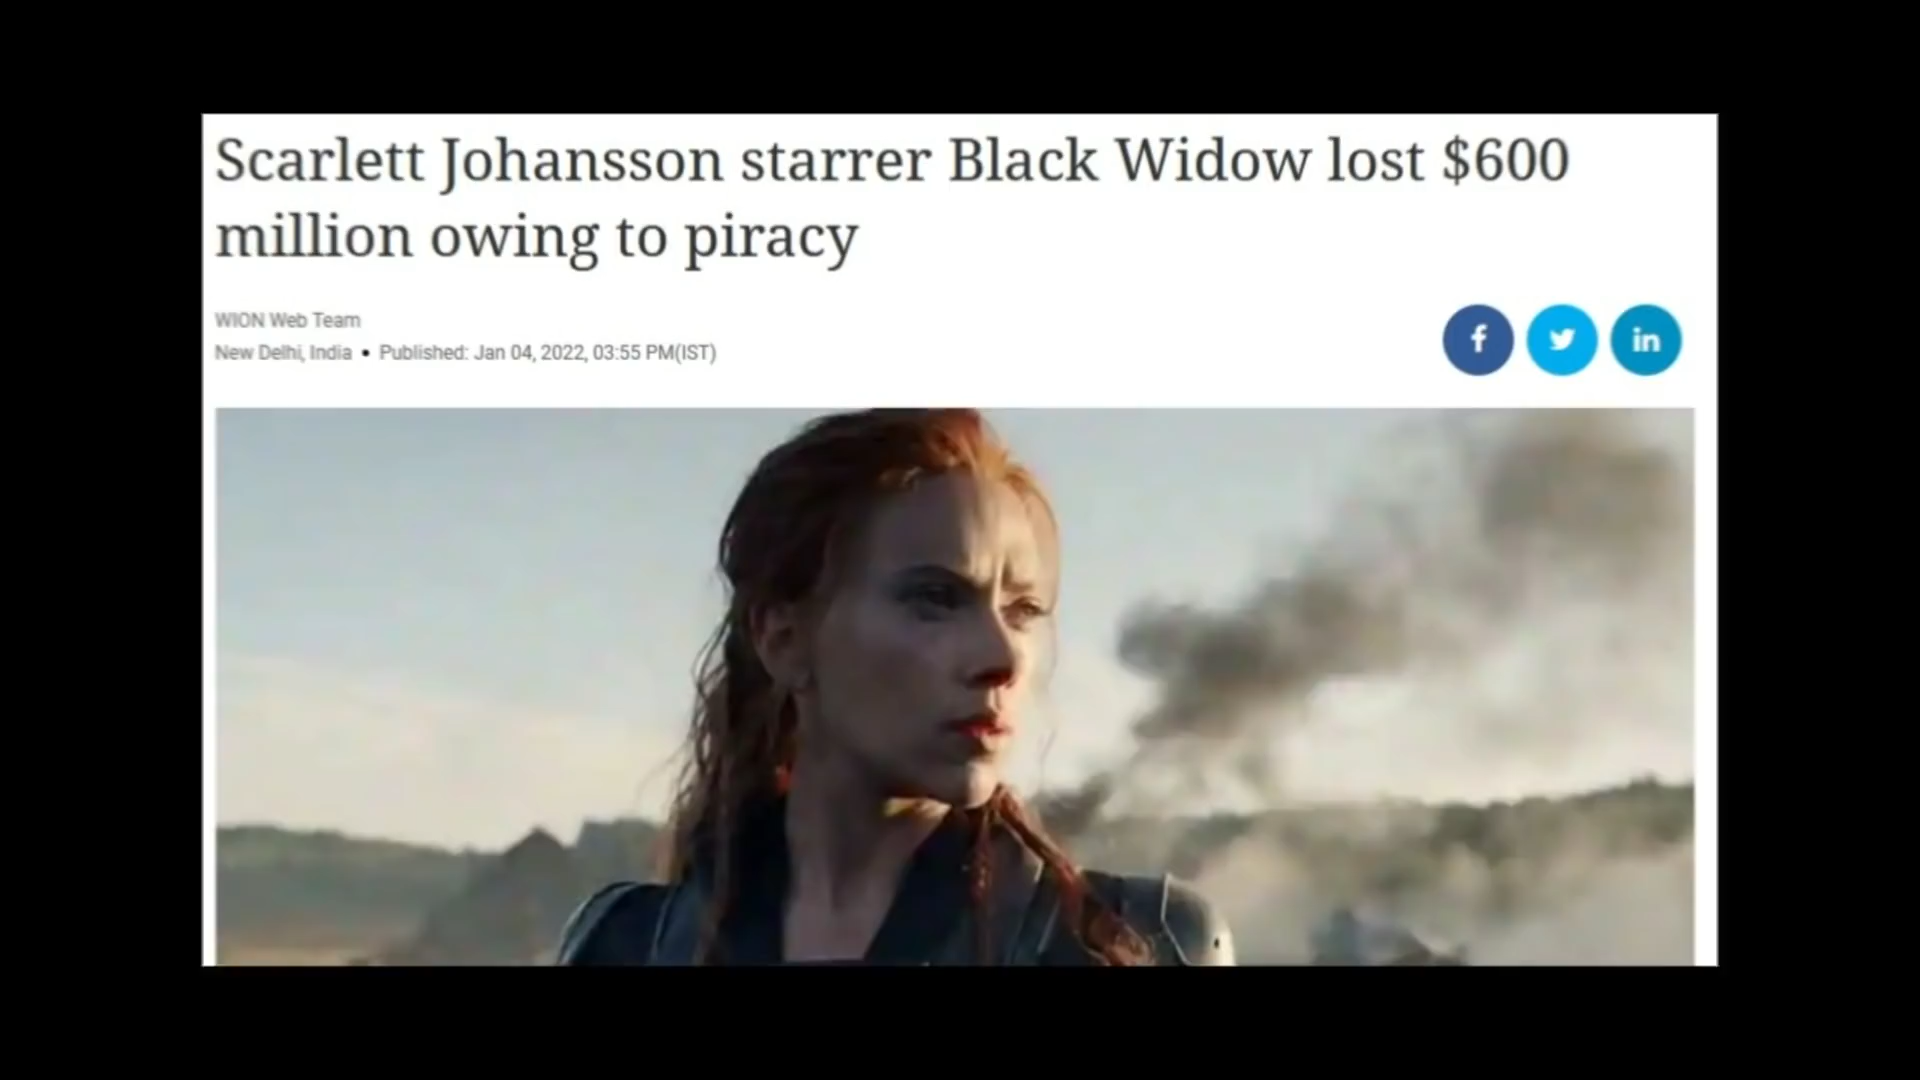 Scarlett Johansson starrer Black Widow lost $600
million owing to piracy
WION Web Team
New Delhi, India • Published: Jan 04, 2022, 03:55 PM(IST)
f
in